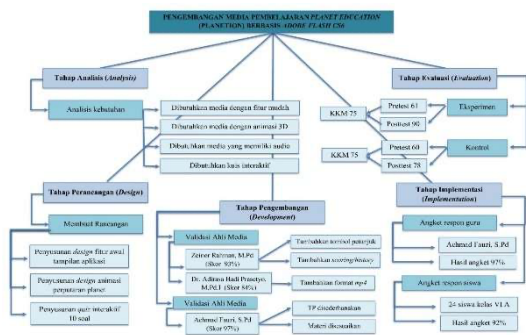 PENGEMBANGAN MEDIA PEMBELAJARAN PLANET EDUCATION
(PLANETION) BERBASIS ADOBE FLASH CS6
Tahap Analisis (Analysis)
Analisis kebutuhan
Dibutuhkan media dengan fitur mudah
Dibutuhkan media dengan animasi 3D
Dibutuhkan media yang memiliki audio
Dibutuhkan kuis interaktif
Tahap Evaluasi (Evaluation)
KKM 75
Pretest 61
Posttest 90
Eksperimen
KKM 75
Pretest 60
Posttest 78
Kontrol
Tahap Perancangan (Design)
Membuat Rancangan
Penyusunan design fitur awal
tampilan aplikasi
Penyusunan design animasi
perputaran planet
Penyusunan quiz interaktif
10 soal
Tahap Pengembangan
(Development)
Validasi Ahli Media
Zeiner Rahman, M.Pd
(Skor 80%)
Tambahkan tombol petunjuk
Tambahkan scoring/history
Dr. Aditaea Hadi Prasetyo,
M.Pd.I (Skor 84%)
Tambahkan format mp4
Validasi Ahli Media
Achmad Fauzi, S.Pd
(Skor 97%)
TP disederhanakan
Materi disesuaikan
Tahap Implementasi
(Implementation)
Angket respon guru
Achmad Fauzi, S.Pd
Hasil angket 97%
Angket respon siswa
24 siswa kelas VI A
Hasil angket 92%